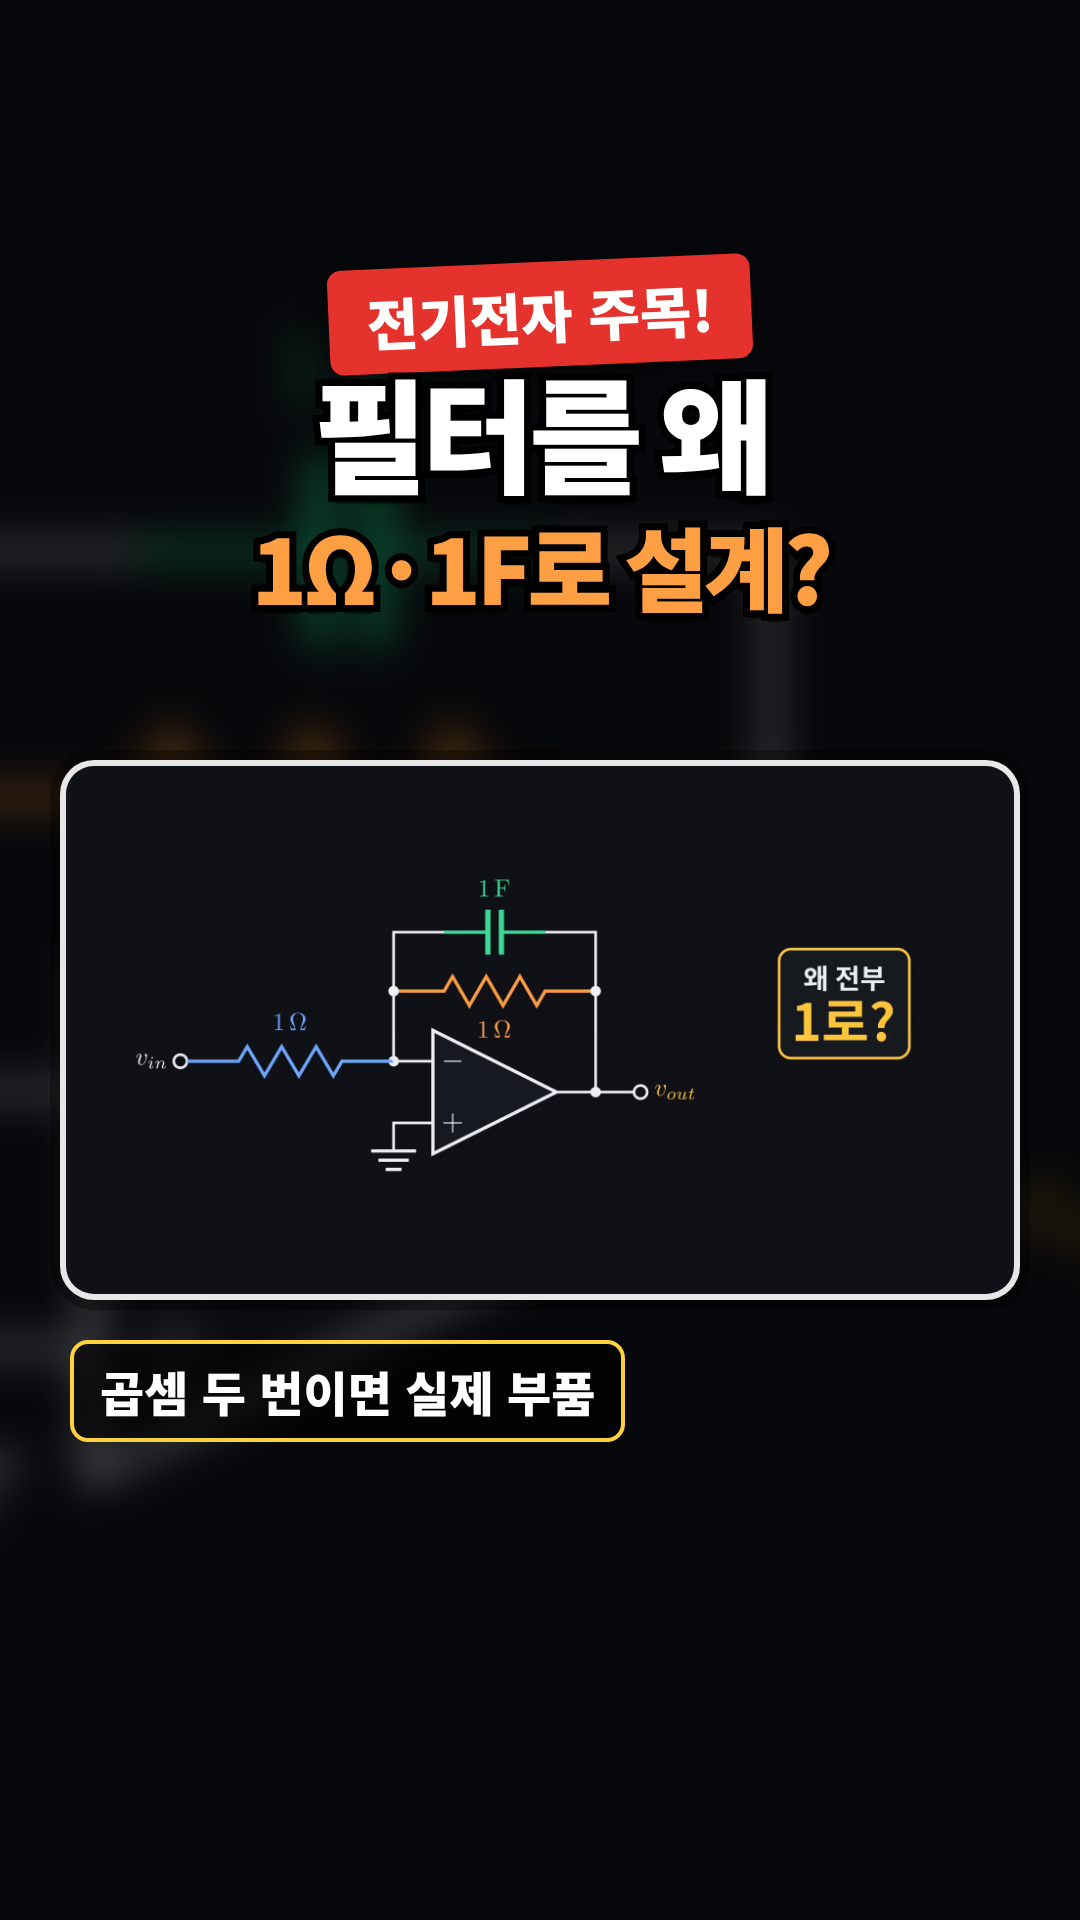 전기전자 주목!
필터를 왜
1Ω·1F로 설계?
1 F
1 Ω
1 Ω
왜 전부
1로?
v_in
−
+
v_out
곱셈 두 번이면 실제 부품